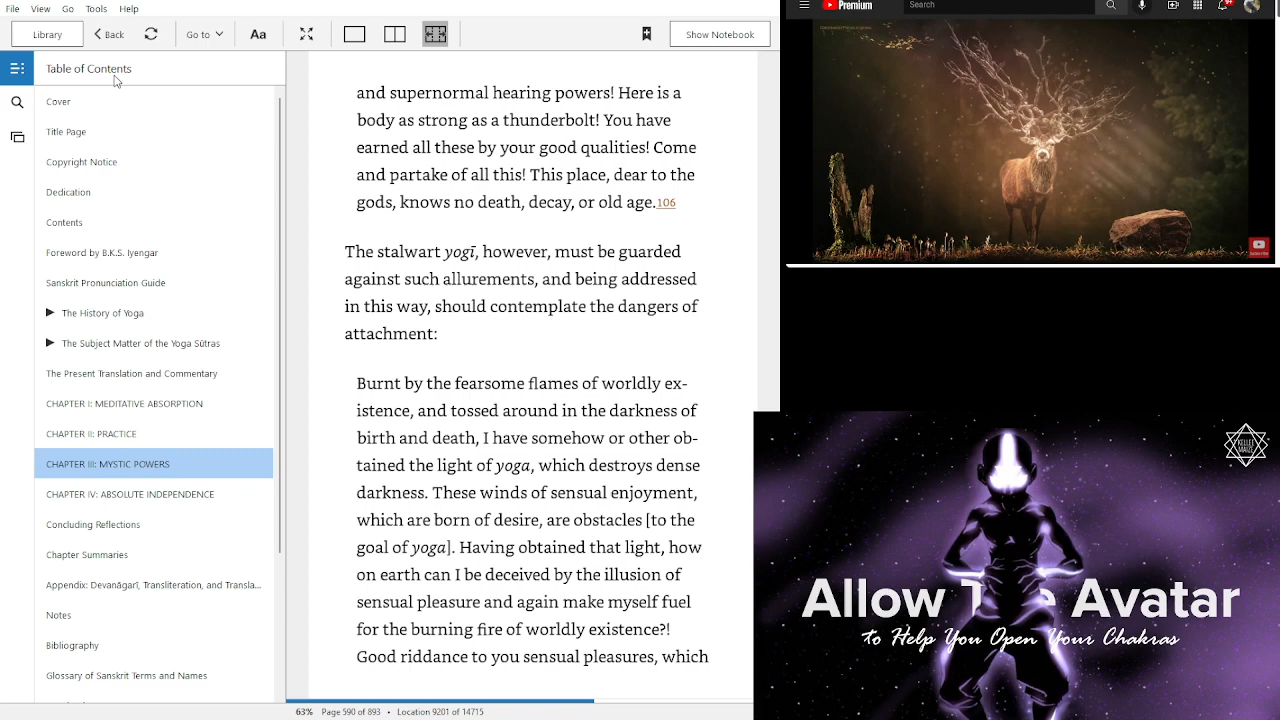 File View Go Tools Help
Library Back Go to Aa Show Notebook
Table of Contents
Cover
Title Page
Copyright Notice
Dedication
Contents
Foreword by B.K.S. Iyengar
Sanskrit Pronunciation Guide
The History of Yoga
The Subject Matter of the Yoga Sūtras
The Present Translation and Commentary
CHAPTER I: MEDITATIVE ABSORPTION
CHAPTER II: PRACTICE
CHAPTER III: MYSTIC POWERS
CHAPTER IV: ABSOLUTE INDEPENDENCE
Concluding Reflections
Chapter Summaries
Appendix: Devanāgarī, Transliteration, and Transla...
Notes
Bibliography
Glossary of Sanskrit Terms and Names
and supernormal hearing powers! Here is a
body as strong as a thunderbolt! You have
earned all these by your good qualities! Come
and partake of all this! This place, dear to the
gods, knows no death, decay, or old age.106
The stalwart yogī, however, must be guarded
against such allurements, and being addressed
in this way, should contemplate the dangers of
attachment:
Burnt by the fearsome flames of worldly ex-
istence, and tossed around in the darkness of
birth and death, I have somehow or other ob-
tained the light of yoga, which destroys dense
darkness. These winds of sensual enjoyment,
which are born of desire, are obstacles [to the
goal of yoga]. Having obtained that light, how
on earth can I be deceived by the illusion of
sensual pleasure and again make myself fuel
for the burning fire of worldly existence?!
Good riddance to you sensual pleasures, which
63% Page 590 of 893 • Location 9201 of 14715
Premium Search
Subscribe
Allow T e Avatar
to Help You Open Your Chakras